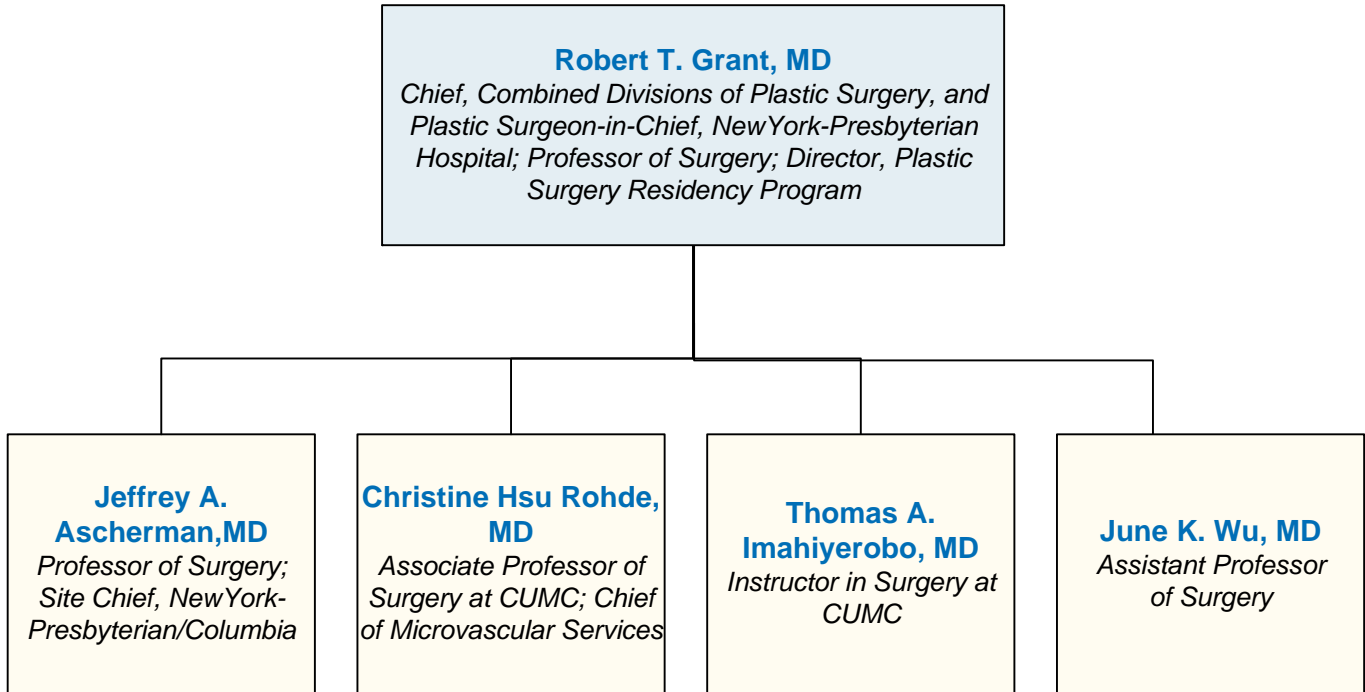 Robert T. Grant, MD
Chief, Combined Divisions of Plastic Surgery, and
Plastic Surgeon-in-Chief, NewYork-Presbyterian
Hospital; Professor of Surgery; Director, Plastic
Surgery Residency Program
Jeffrey A.
Ascherman,MD
Professor of Surgery;
Site Chief, NewYork-
Presbyterian/Columbia
Christine Hsu Rohde,
MD
Associate Professor of
Surgery at CUMC; Chief
of Microvascular Services
Thomas A.
Imahiyerobo, MD
Instructor in Surgery at
CUMC
June K. Wu, MD
Assistant Professor
of Surgery